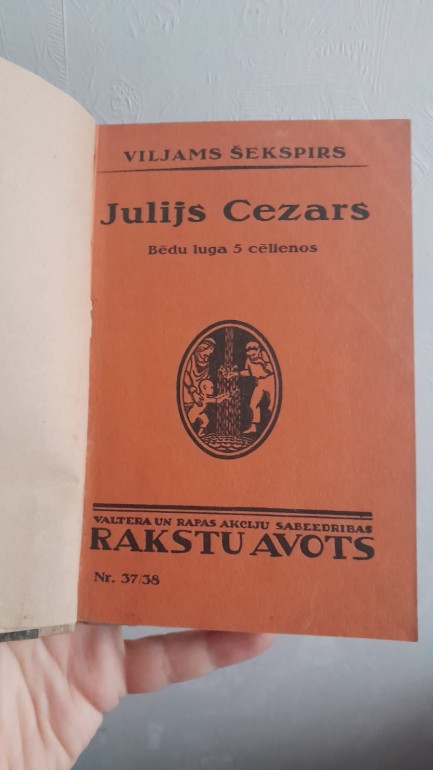 VILJAMS ŠEKSPIRS
Julijs Cezars
Bēdu luga 5 cēlienos
VALTERA UN RAPAS AKCIJU SABEEDRIBAS
RAKSTU AVOTS
Nr. 37/38